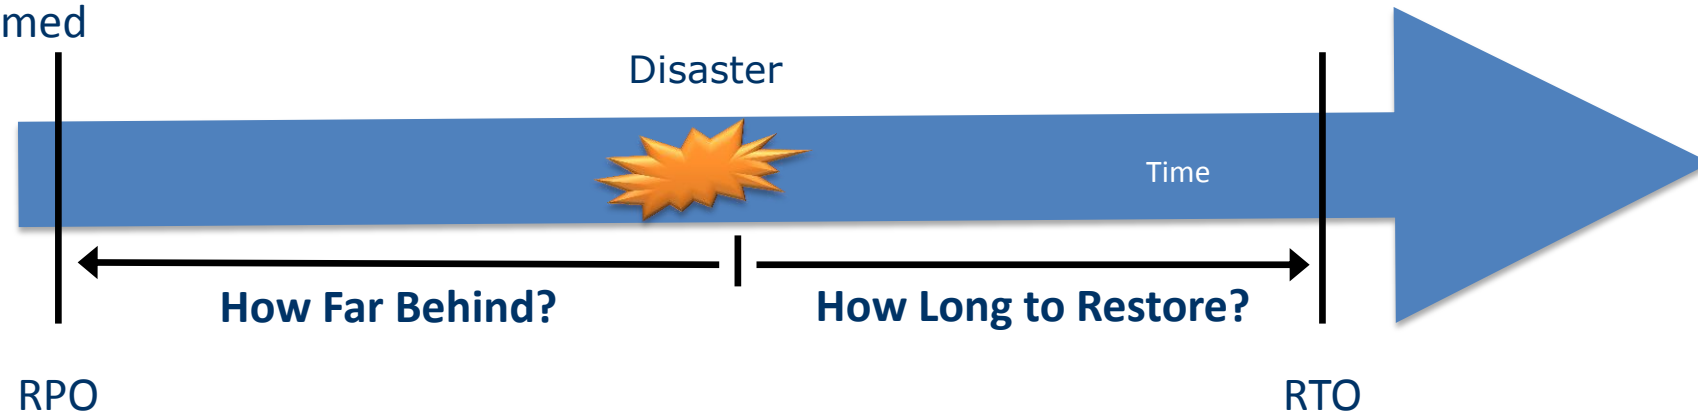 med
Disaster
Time
How Far Behind?
How Long to Restore?
RPO
RTO